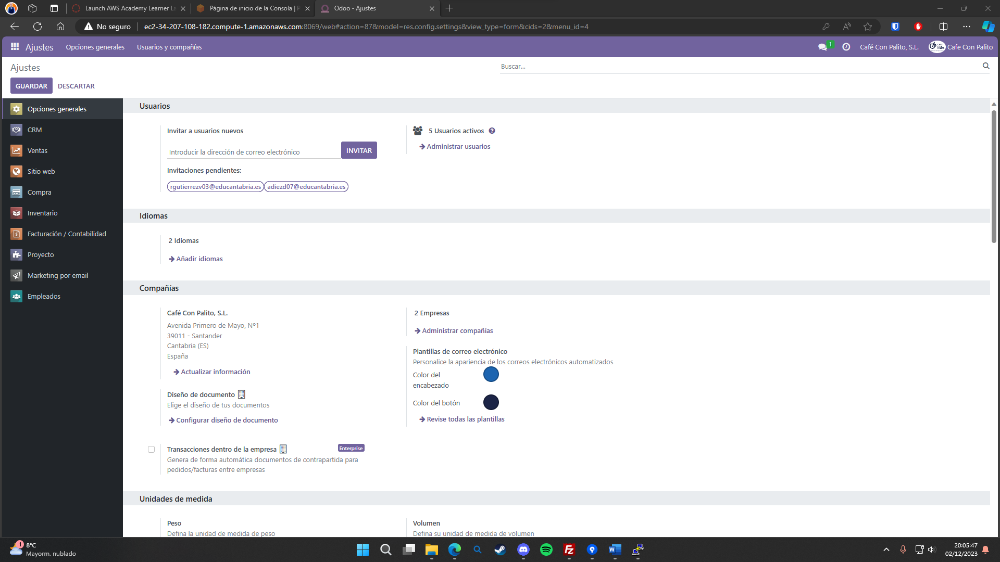 Launch AWS Academy Learner La
Página de inicio de la Consola | P
Odoo - Ajustes
No seguro
ec2-34-207-108-182.compute-1.amazonaws.com:8069/web#action=87&model=res.config.settings&view_type=form&cids=2&menu_id=4
Ajustes
Opciones generales
Usuarios y compañías
1
Café Con Palito, S.L.
Cafe Con Palito
Ajustes
Buscar...
GUARDAR
DESCARTAR
Opciones generales
CRM
Ventas
Sitio web
Compra
Inventario
Facturación / Contabilidad
Proyecto
Marketing por email
Empleados
Usuarios
Invitar a usuarios nuevos
Introducir la dirección de correo electrónico
INVITAR
Invitaciones pendientes:
rgutierrezv03@educantabria.es
adiezd07@educantabria.es
5 Usuarios activos
Administrar usuarios
Idiomas
2 Idiomas
Añadir idiomas
Compañías
Café Con Palito, S.L.
Avenida Primero de Mayo, Nº1
39011 - Santander
Cantabria (ES)
España
Actualizar información
2 Empresas
Administrar compañías
Plantillas de correo electrónico
Personalice la apariencia de los correos electrónicos automatizados
Color del
encabezado
Color del botón
Revise todas las plantillas
Diseño de documento
Elige el diseño de tus documentos
Configurar diseño de documento
Transacciones dentro de la empresa
Enterprise
Genera de forma automática documentos de contrapartida para
pedidos/facturas entre empresas
Unidades de medida
Peso
Defina la unidad de medida de peso
Volumen
Defina su unidad de medida de volumen
1
8°C
Mayorm. nublado
20:05:47
02/12/2023